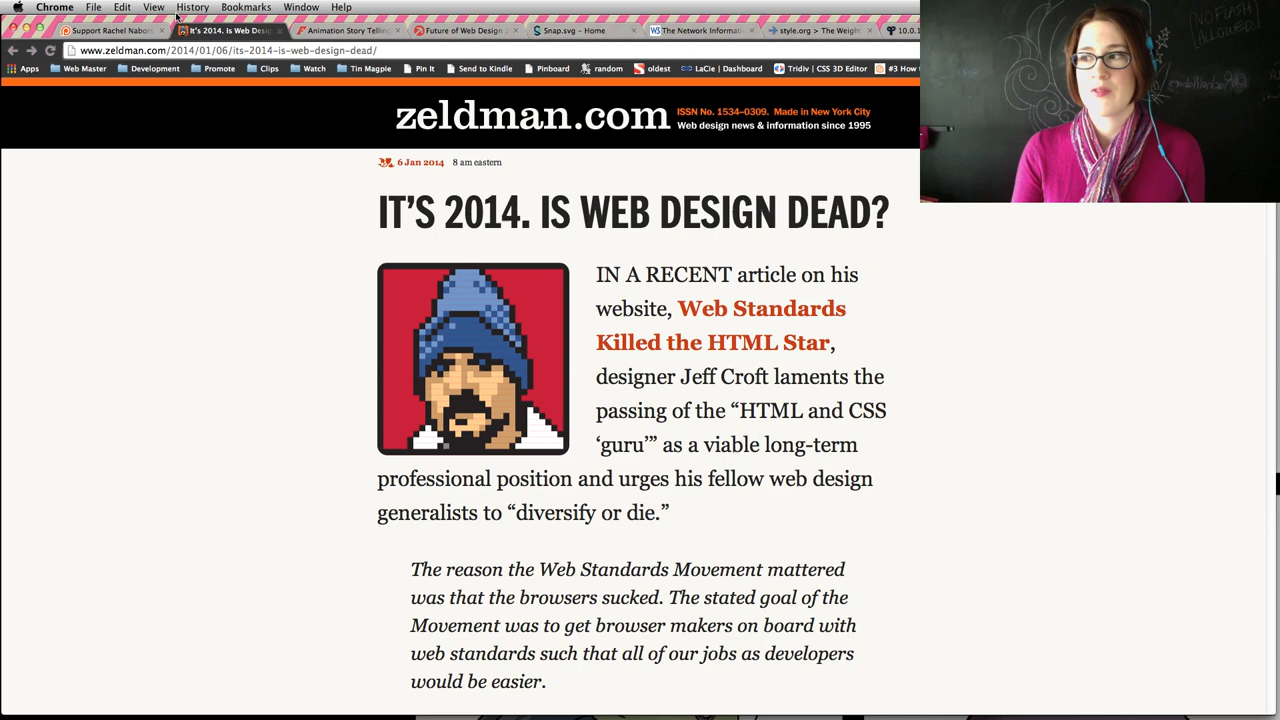 Chrome File Edit View History Bookmarks Window Help
Support Rachel Nabors It's 2014. Is Web Desig Animation Story Telling Future of Web Design Snap.svg - Home The Network Informati style.org > The Weigh 10.0.1
www.zeldman.com/2014/01/06/its-2014-is-web-design-dead/
Apps Web Master Development Promote Clips Watch Tin Magpie Pin It Send to Kindle Pinboard random oldest LaCie | Dashboard Tridiv | CSS 3D Editor #3 How t
NO FLASH
ALLOWED
zeldman.com
ISSN No. 1534–0309. Made in New York City
Web design news & information since 1995
6 Jan 2014 8 am eastern
IT'S 2014. IS WEB DESIGN DEAD?
IN A RECENT article on his
website, Web Standards
Killed the HTML Star,
designer Jeff Croft laments the
passing of the “HTML and CSS
‘guru’” as a viable long-term
professional position and urges his fellow web design
generalists to “diversify or die.”
The reason the Web Standards Movement mattered
was that the browsers sucked. The stated goal of the
Movement was to get browser makers on board with
web standards such that all of our jobs as developers
would be easier.